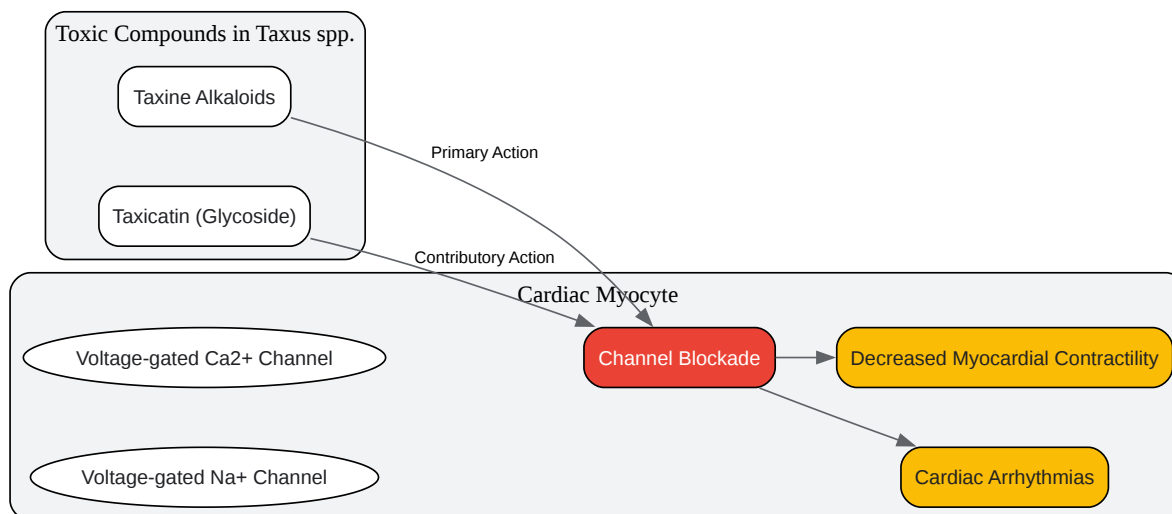 Toxic Compounds in Taxus spp.
Taxine Alkaloids
Primary Action
Taxicatin (Glycoside)
Contributory Action
Cardiac Myocyte
Voltage-gated Ca2+ Channel
Channel Blockade
Decreased Myocardial Contractility
Voltage-gated Na+ Channel
Cardiac Arrhythmias